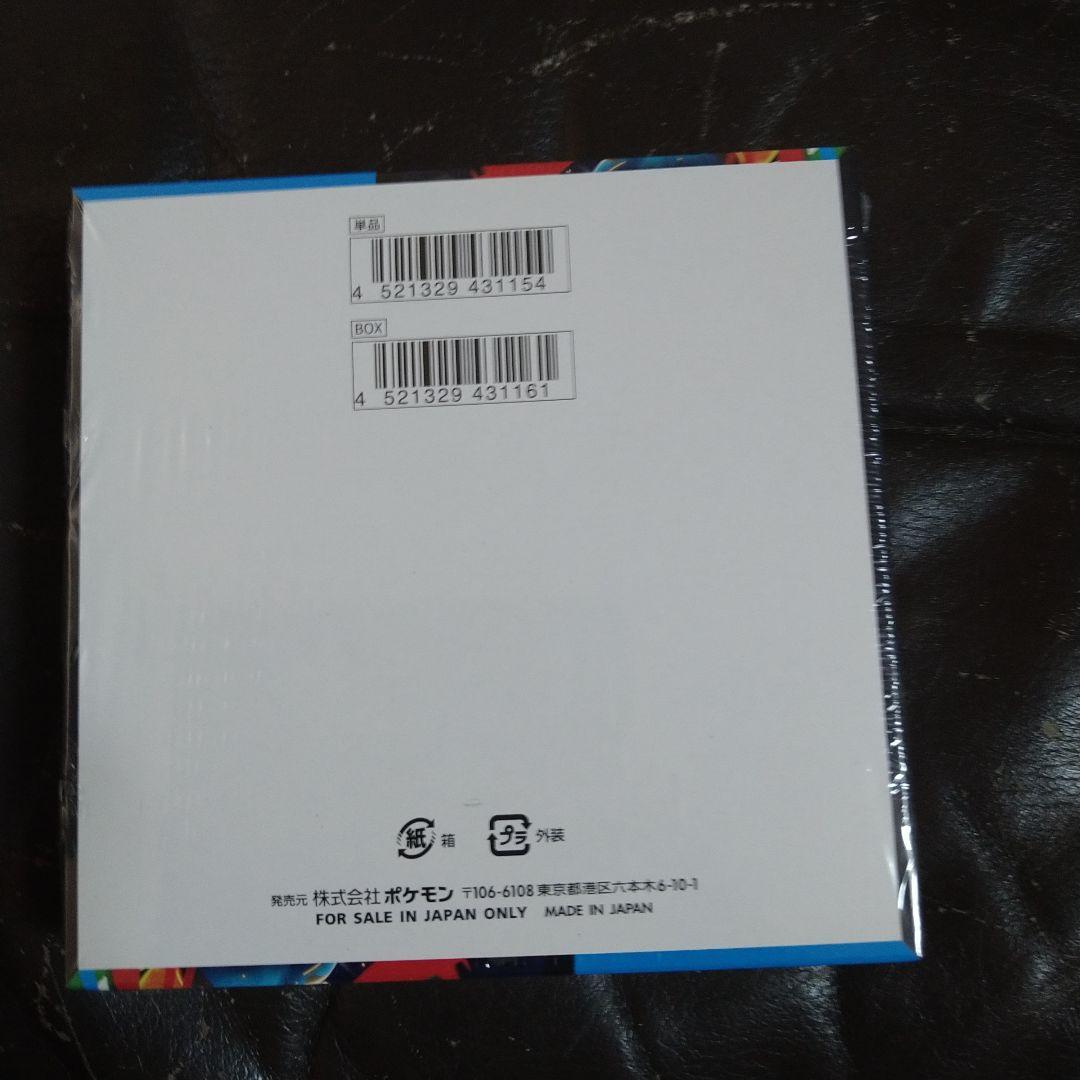 単品
4 521329 431154
BOX
4 521329 431161
紙 箱 プラ 外装
発売元 株式会社 ポケモン 〒106-6108 東京都港区六本木6-10-1
FOR SALE IN JAPAN ONLY MADE IN JAPAN